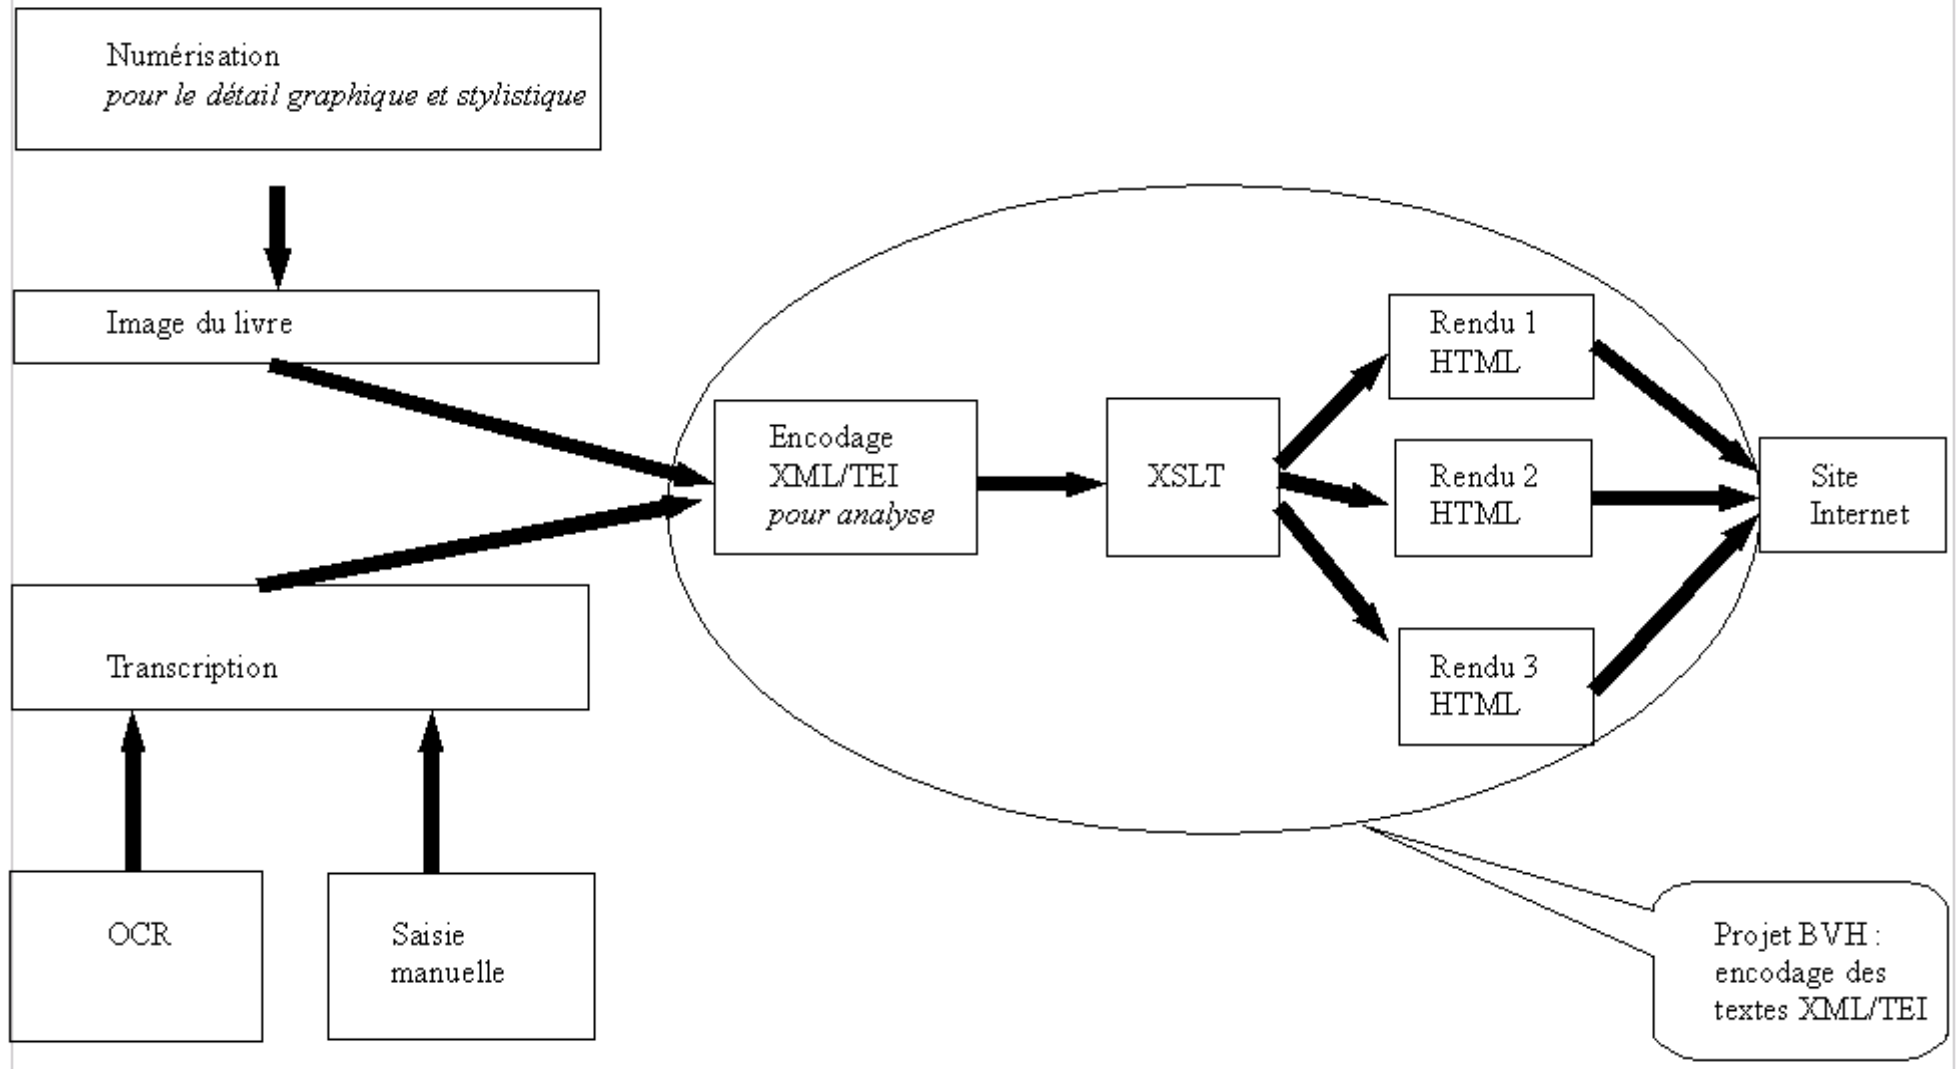 Numérisation
pour le détail graphique et stylistique
Image du livre
Transcription
OCR
Saisie
manuelle
Encodage
XML/TEI
pour analyse
XSLT
Rendu 1
HTML
Rendu 2
HTML
Rendu 3
HTML
Site
Internet
Projet BVH :
encodage des
textes XML/TEI